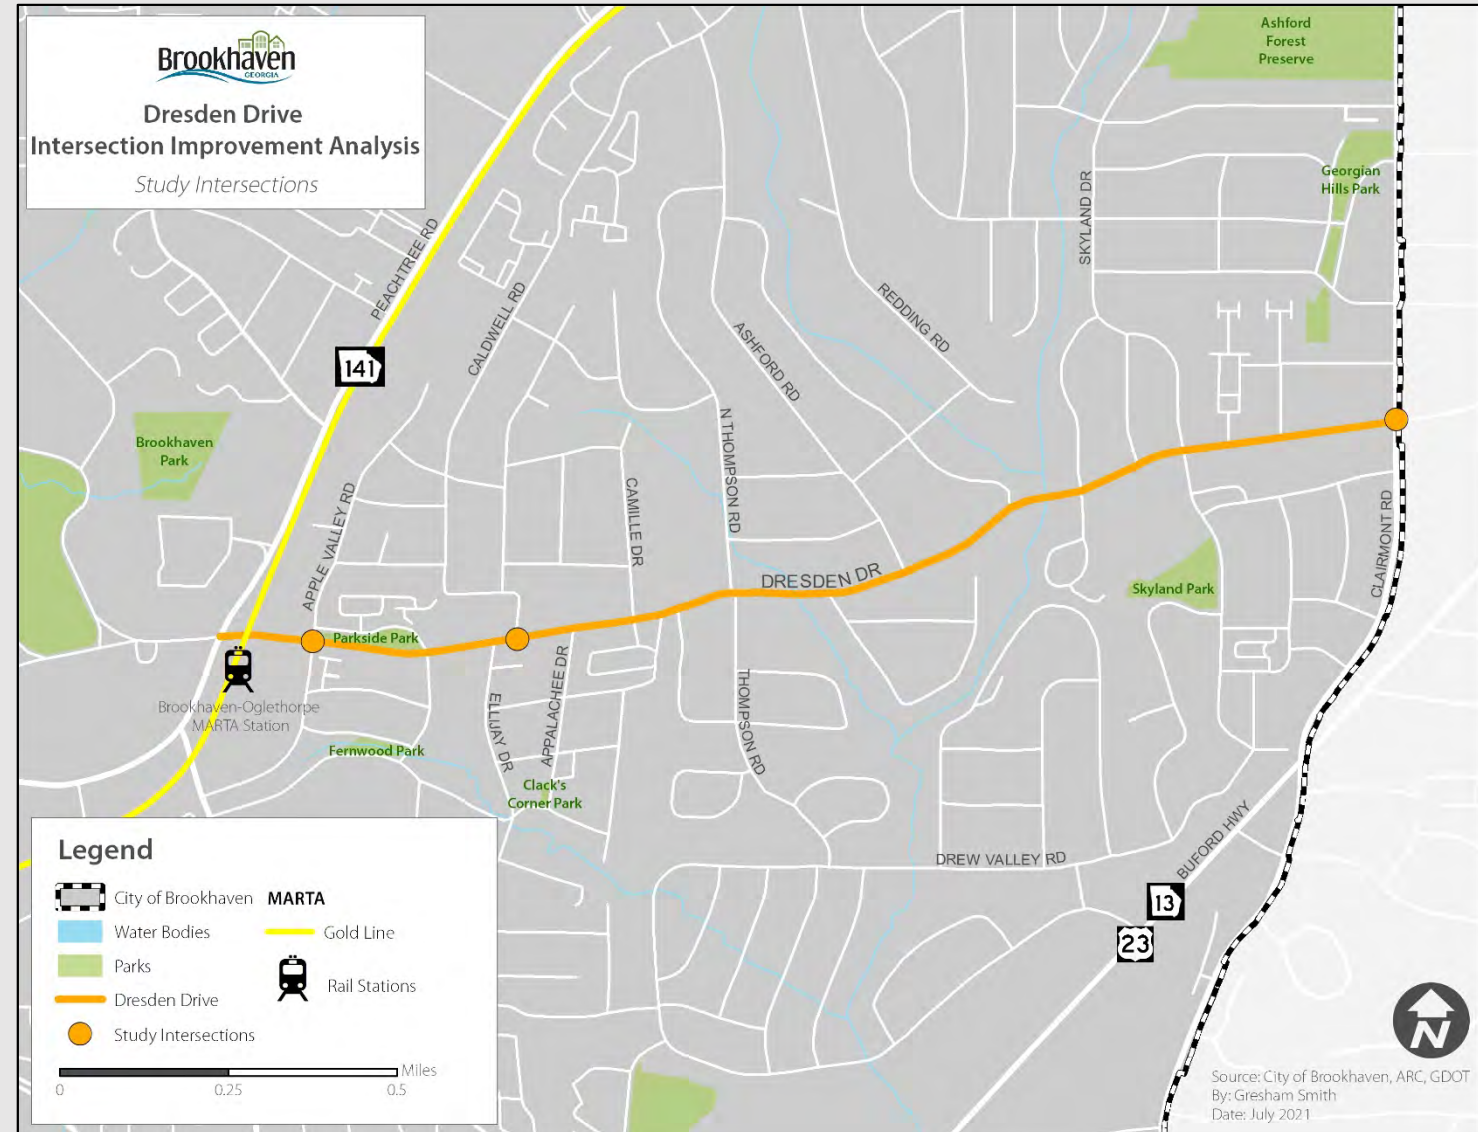 Brookhaven
GEORGIA
Dresden Drive
Intersection Improvement Analysis
Study Intersections
Ashford
Forest
Preserve
Georgian
Hills Park
SKYLAND DR
PEACHTREE RD
CALDWELL RD
REDDING RD
ASHFORD RD
141
Brookhaven
Park
N THOMPSON RD
CAMILLE DR
APPLE VALLEY RD
CLAIRMONT RD
DRESDEN DR
Skyland Park
Parkside Park
Brookhaven-Oglethorpe
MARTA Station
ELLIJAY DR
APPALACHEE DR
THOMPSON RD
Fernwood Park
Clack's
Corner Park
BUFORD HWY
DREW VALLEY RD
13
23
Legend
City of Brookhaven
Water Bodies
Parks
Dresden Drive
Study Intersections
MARTA
Gold Line
Rail Stations
Miles
0 0.25 0.5
N
Source: City of Brookhaven, ARC, GDOT
By: Gresham Smith
Date: July 2021